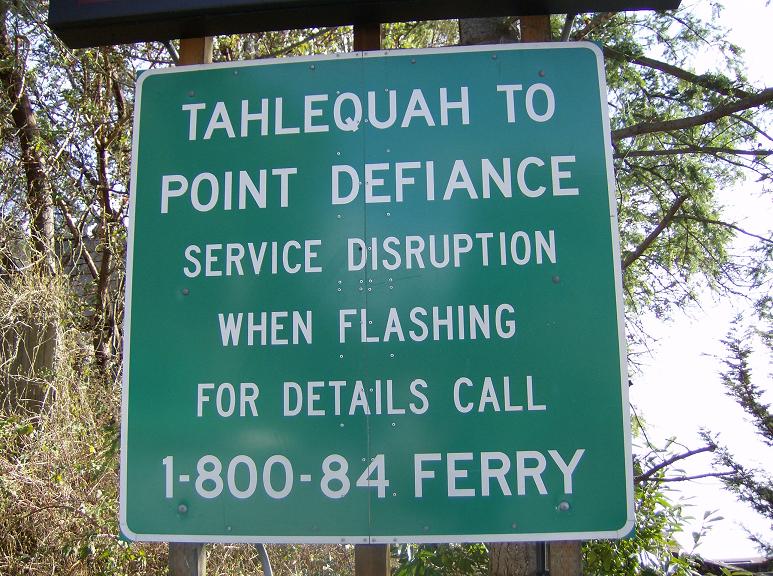 TAHLEQUAH TO
POINT DEFIANCE
SERVICE DISRUPTION
WHEN FLASHING
FOR DETAILS CALL
1-800-84 FERRY